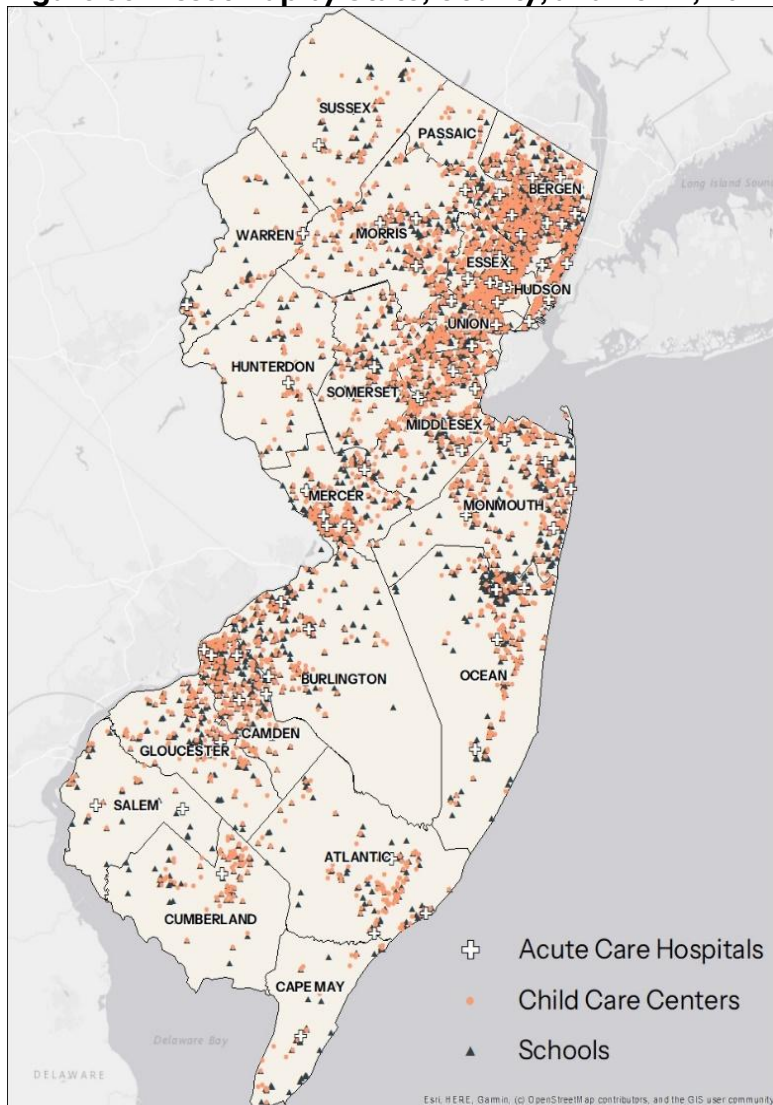 SUSSEX
PASSAIC
BERGEN
Long Island Sound
WARREN
MORRIS
ESSEX
HUDSON
UNION
HUNTERDON
SOMERSET
MIDDLESEX
MERCER
MONMOUTH
OCEAN
BURLINGTON
CAMDEN
GLOUCESTER
SALEM
ATLANTIC
CUMBERLAND
CAPE MAY
Delaware Bay
DELAWARE
Acute Care Hospitals
Child Care Centers
Schools
Esri, HERE, Garmin, (c) OpenStreetMap contributors, and the GIS user community